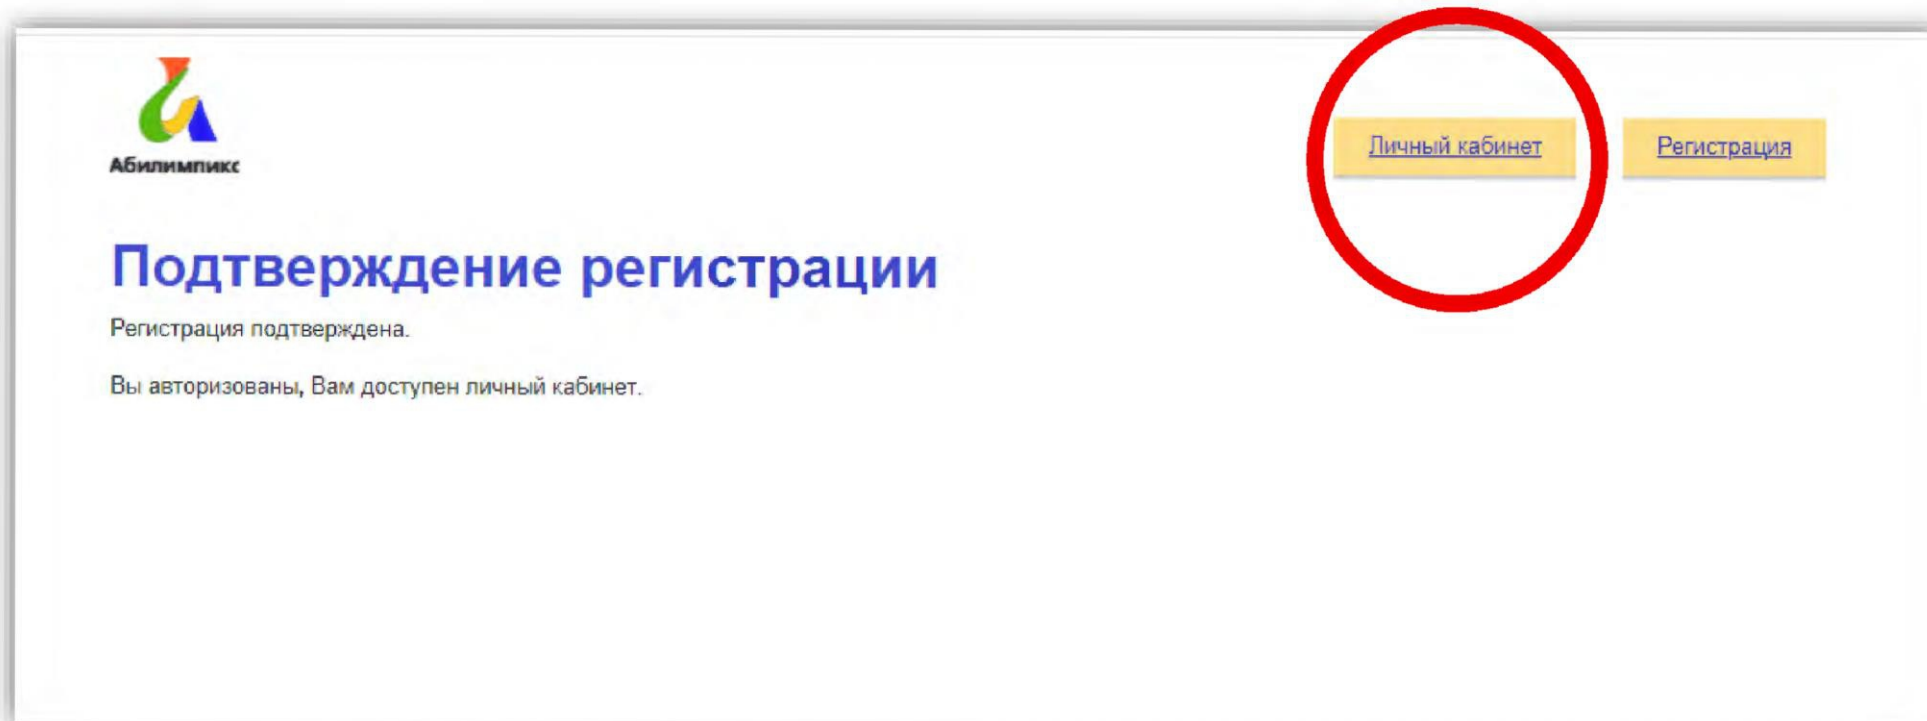 Абилимпикс
Личный кабинет
Регистрация
Подтверждение регистрации
Регистрация подтверждена.
Вы авторизованы, Вам доступен личный кабинет.